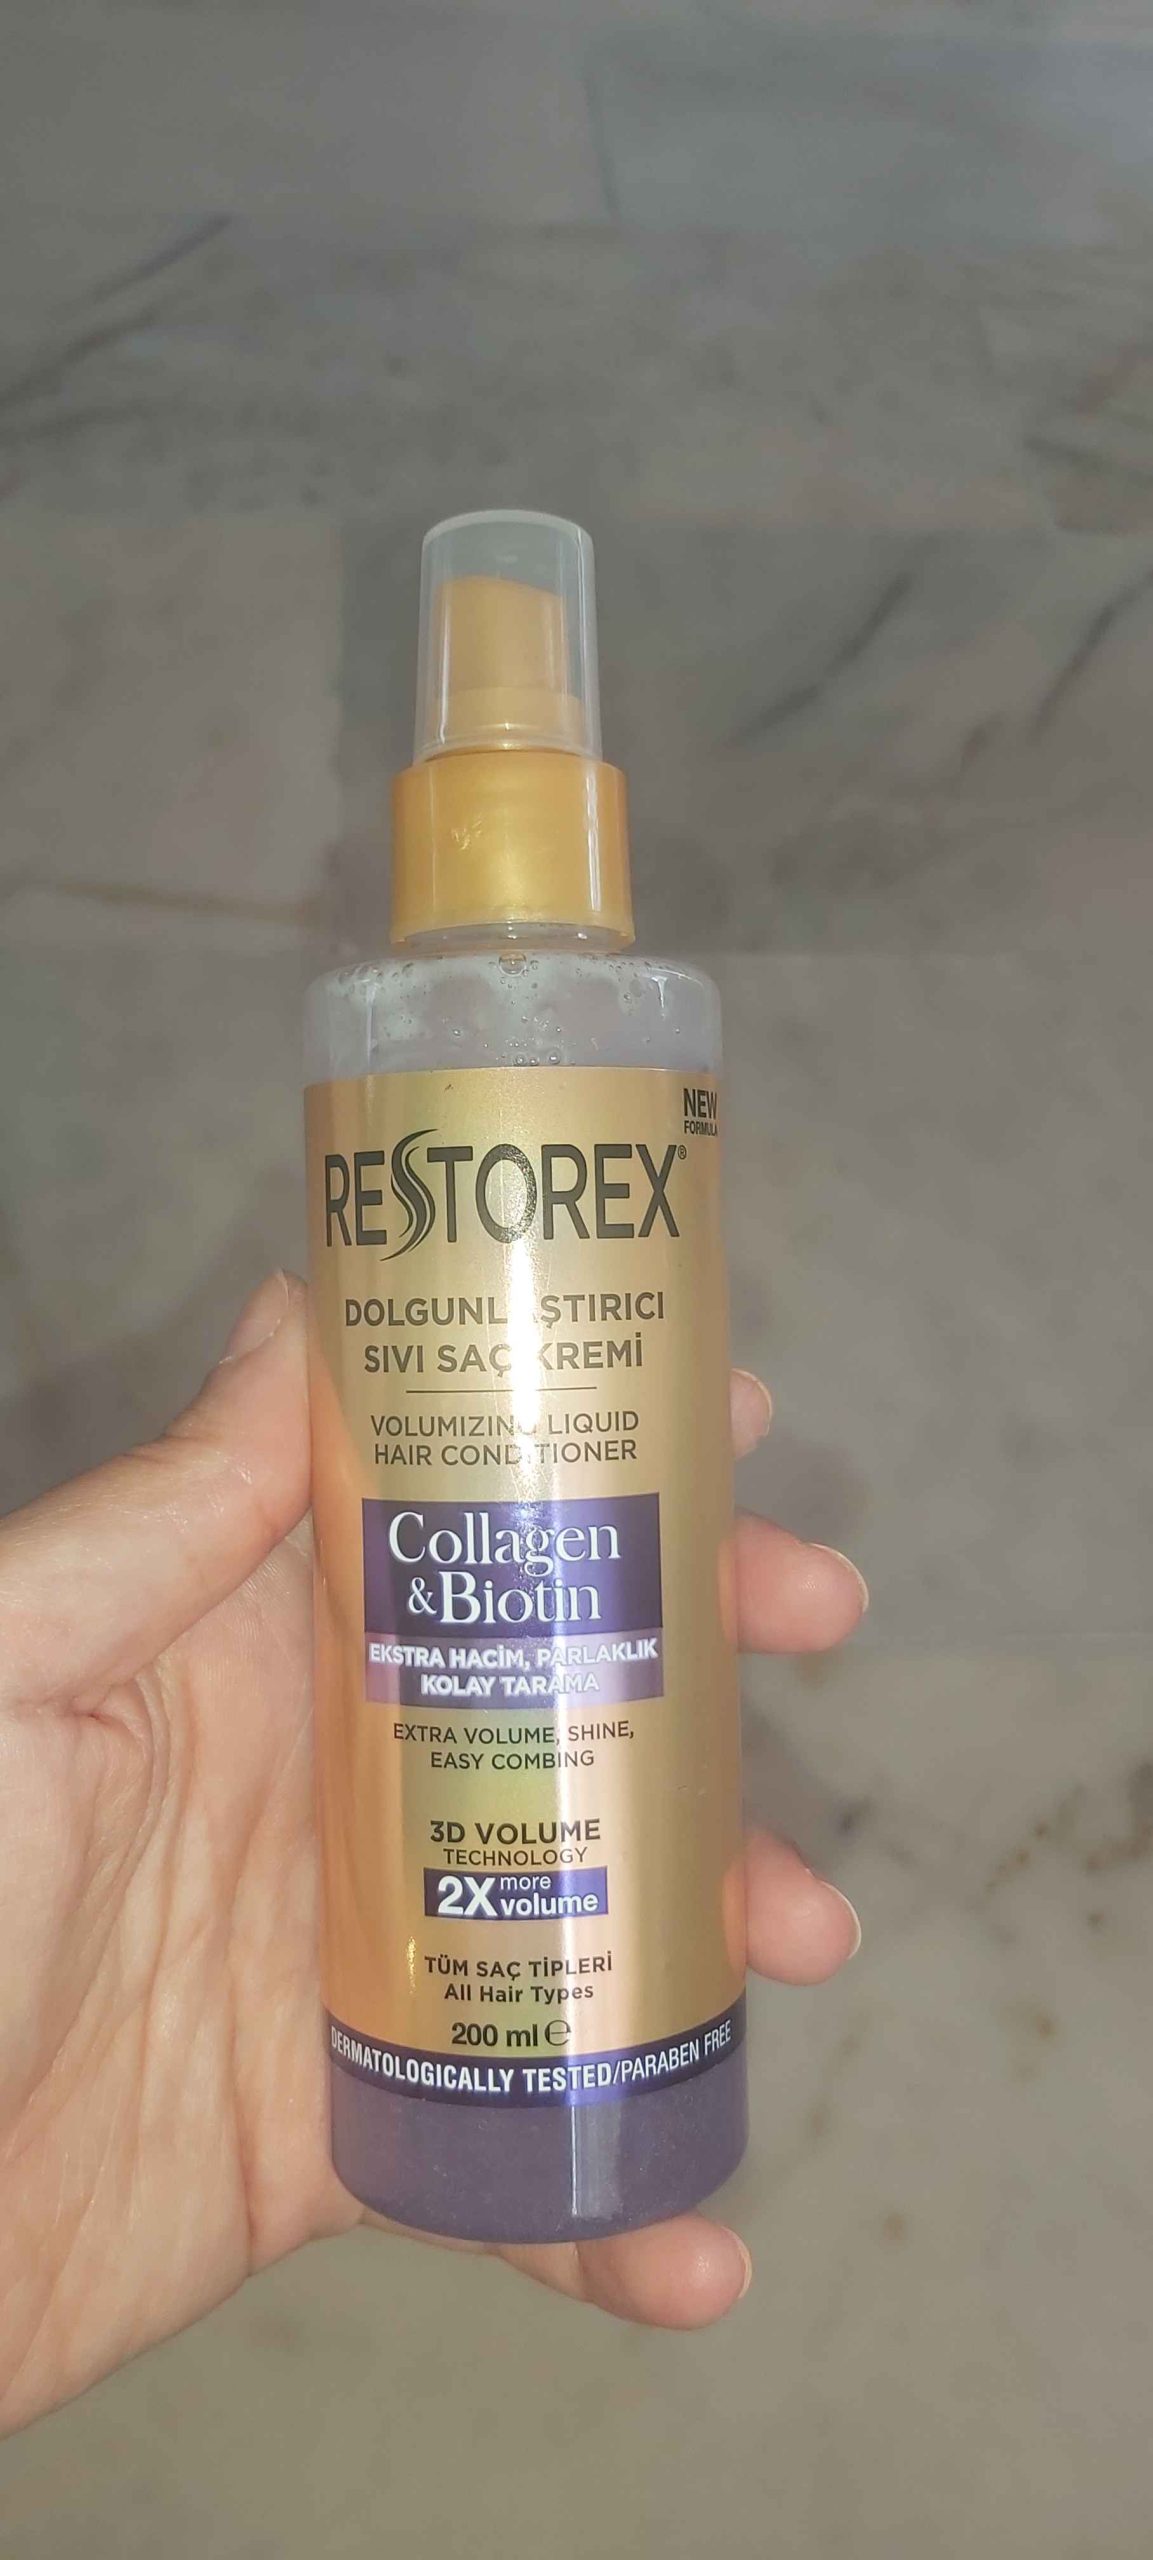 NEW
FORMULA
RESTOREX®
DOLGUNLAŞTIRICI
SIVI SAÇ KREMİ
VOLUMIZING LIQUID
HAIR CONDITIONER
Collagen
&Biotin
EKSTRA HACİM, PARLAKLIK
KOLAY TARAMA
EXTRA VOLUME, SHINE,
EASY COMBING
3D VOLUME
TECHNOLOGY
2X more
volume
TÜM SAÇ TİPLERİ
All Hair Types
200 ml ℮
DERMATOLOGICALLY TESTED/PARABEN FREE